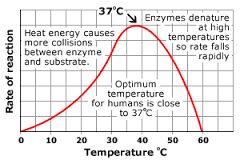 37°C
Enzymes denature
at high
temperatures
so rate falls
rapidly
Heat energy causes
more collisions
between enzyme
and substrate.
Optimum
temperature
for humans is close
to 37°C
Rate of reaction
0 10 20 30 40 50 60
Temperature °C